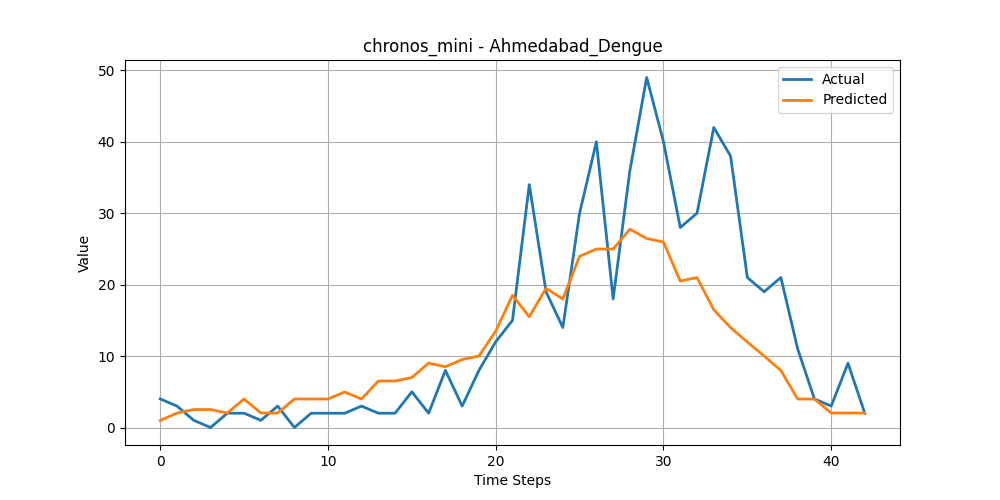 chronos_mini - Ahmedabad_Dengue
Actual
Predicted
50
40
30
20
10
0
Value
0 10 20 30 40
Time Steps